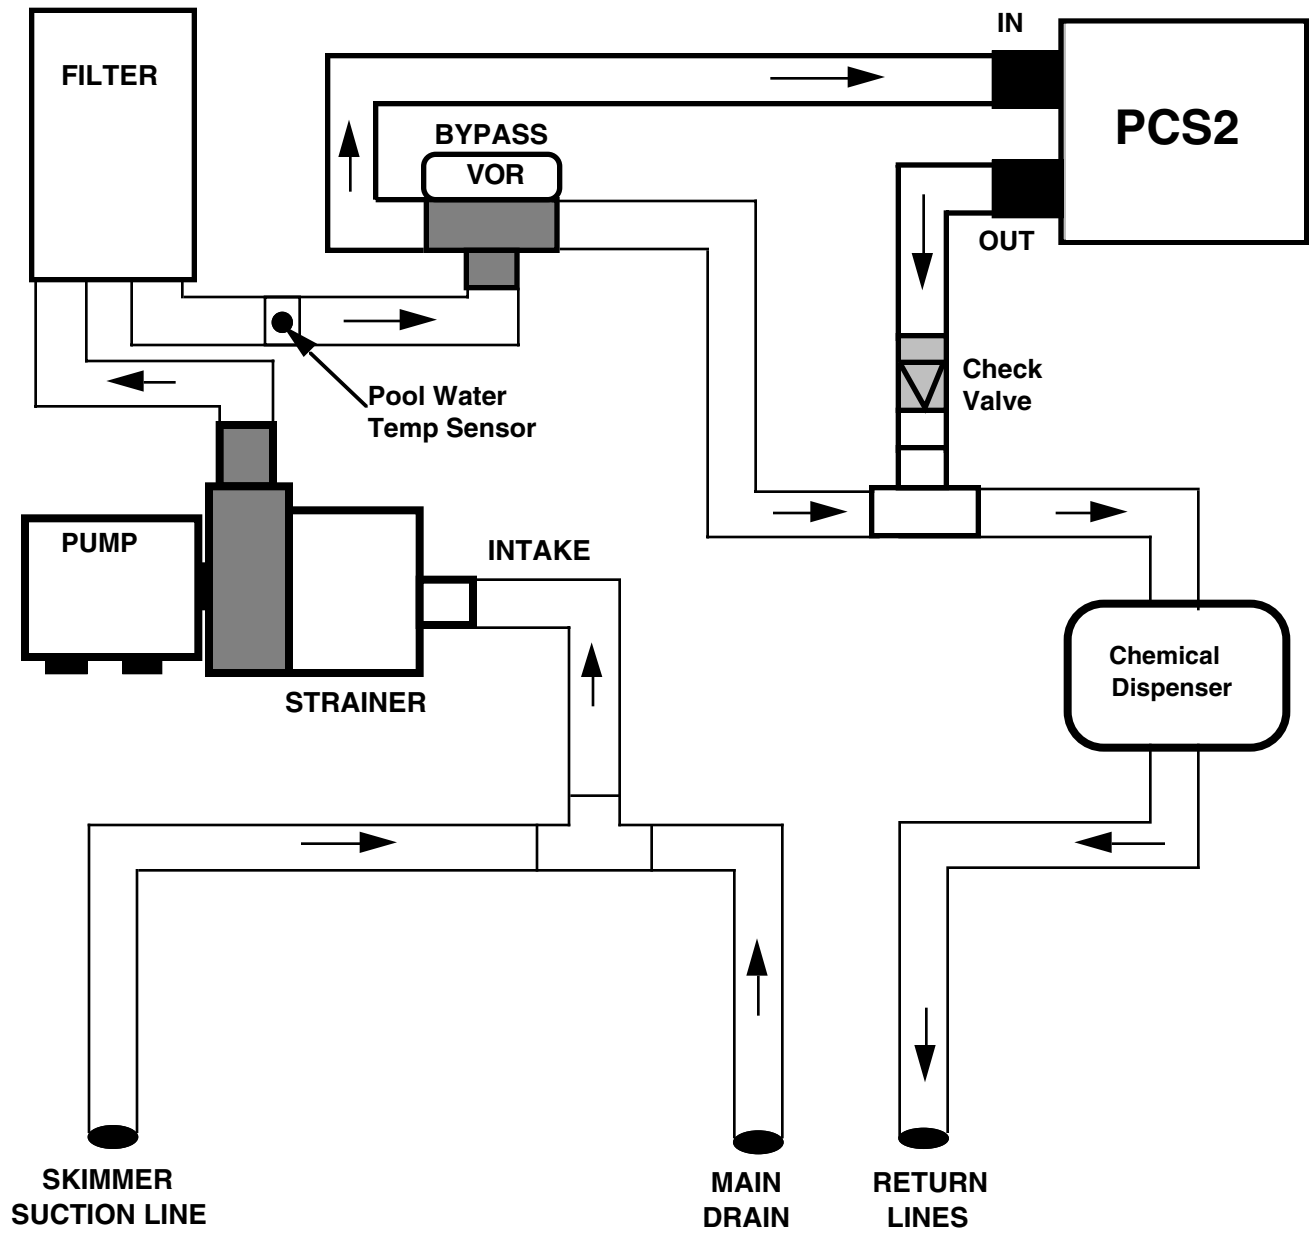 IN
FILTER
PCS2
BYPASS
VOR
OUT
Check
Valve
Pool Water
Temp Sensor
PUMP
INTAKE
Chemical
Dispenser
STRAINER
SKIMMER
SUCTION LINE
MAIN
DRAIN
RETURN
LINES